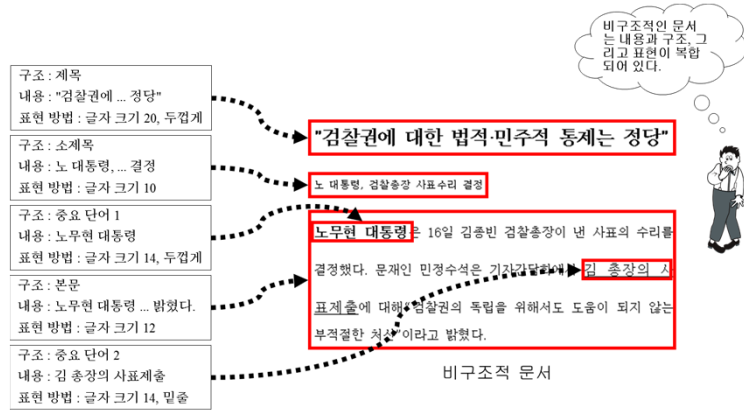 비구조적인 문서
는 내용과 구조, 그
리고 표현이 복합
되어 있다.
구조 : 제목
내용 : "검찰권에 ... 정당"
표현 방법 : 글자 크기 20, 두껍게
구조 : 소제목
내용 : 노 대통령, ... 결정
표현 방법 : 글자 크기 10
구조 : 중요 단어 1
내용 : 노무현 대통령
표현 방법 : 글자 크기 14, 두껍게
구조 : 본문
내용 : 노무현 대통령 ... 밝혔다.
표현 방법 : 글자 크기 12
구조 : 중요 단어 2
내용 : 김 총장의 사표제출
표현 방법 : 글자 크기 14, 밑줄
"검찰권에 대한 법적·민주적 통제는 정당"
노 대통령, 검찰총장 사표수리 결정
노무현 대통령은 16일 김종빈 검찰총장이 낸 사표의 수리를
결정했다. 문재인 민정수석은 기자간담회에서 김 총장의 사
표제출에 대해 "검찰권의 독립을 위해서도 도움이 되지 않는
부적절한 처신"이라고 밝혔다.
비구조적 문서